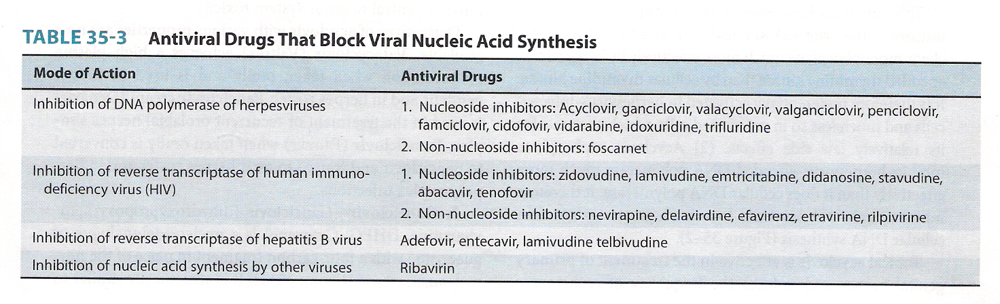 TABLE 35-3 Antiviral Drugs That Block Viral Nucleic Acid Synthesis
Mode of Action Antiviral Drugs
Inhibition of DNA polymerase of herpesviruses 1. Nucleoside inhibitors: Acyclovir, ganciclovir, valacyclovir, valganciclovir, penciclovir,
famciclovir, cidofovir, vidarabine, idoxuridine, trifluridine
2. Non-nucleoside inhibitors: foscarnet
Inhibition of reverse transcriptase of human immuno- 1. Nucleoside inhibitors: zidovudine, lamivudine, emtricitabine, didanosine, stavudine,
deficiency virus (HIV) abacavir, tenofovir
2. Non-nucleoside inhibitors: nevirapine, delavirdine, efavirenz, etravirine, rilpivirine
Inhibition of reverse transcriptase of hepatitis B virus Adefovir, entecavir, lamivudine telbivudine
Inhibition of nucleic acid synthesis by other viruses Ribavirin